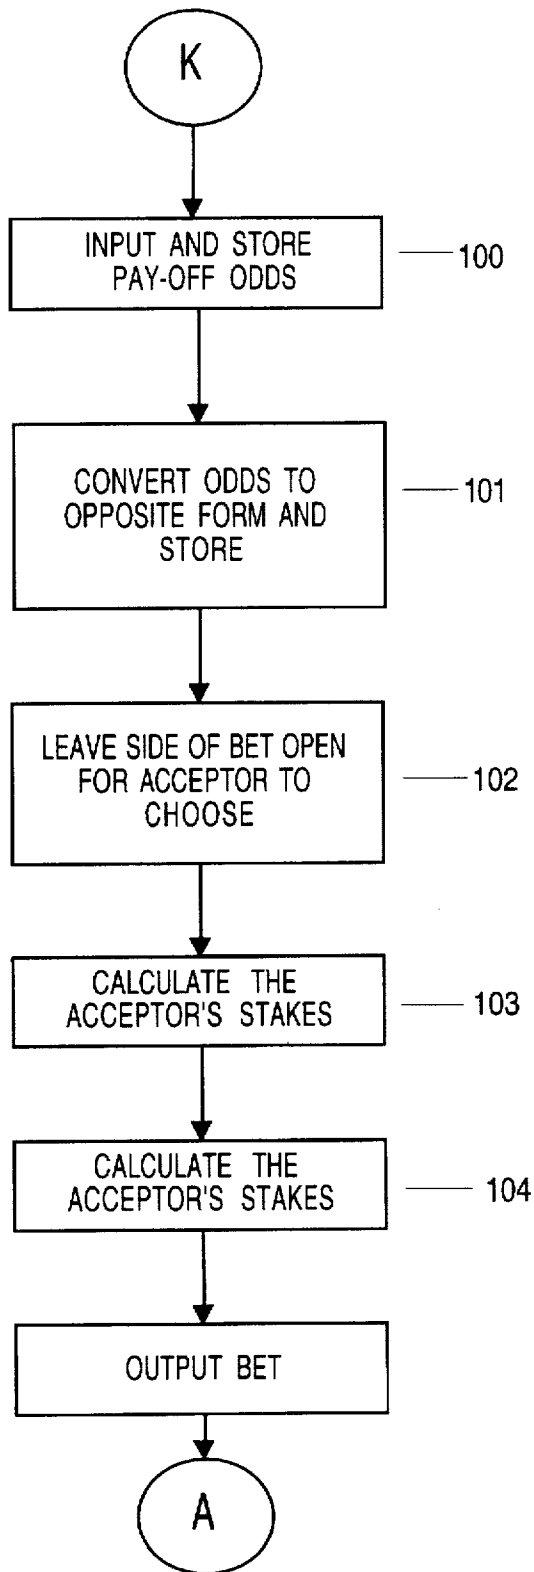 K
INPUT AND STORE
PAY-OFF ODDS
100
CONVERT ODDS TO
OPPOSITE FORM AND
STORE
101
LEAVE SIDE OF BET OPEN
FOR ACCEPTOR TO
CHOOSE
102
CALCULATE THE
ACCEPTOR'S STAKES
103
CALCULATE THE
ACCEPTOR'S STAKES
104
OUTPUT BET
A